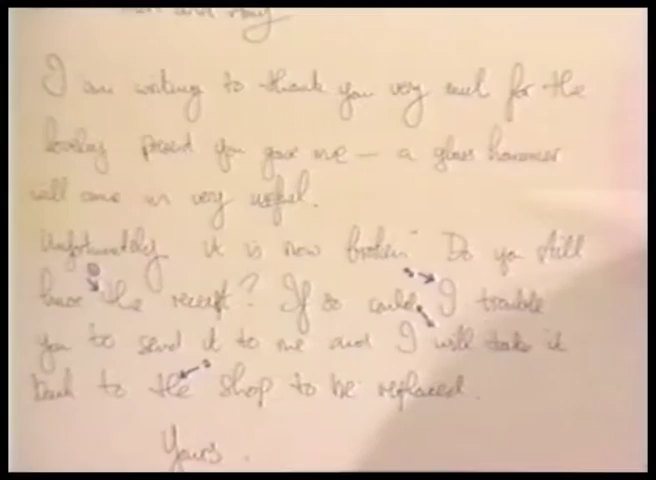 and May
I am writing to thank you very much for the
lovely present you gave me – a glass hammer
will come in very useful.
Unfortunately it is now broken. Do you still
have the receipt? If so could I trouble
you to send it to me and I will take it
back to the shop to be replaced.
Yours.